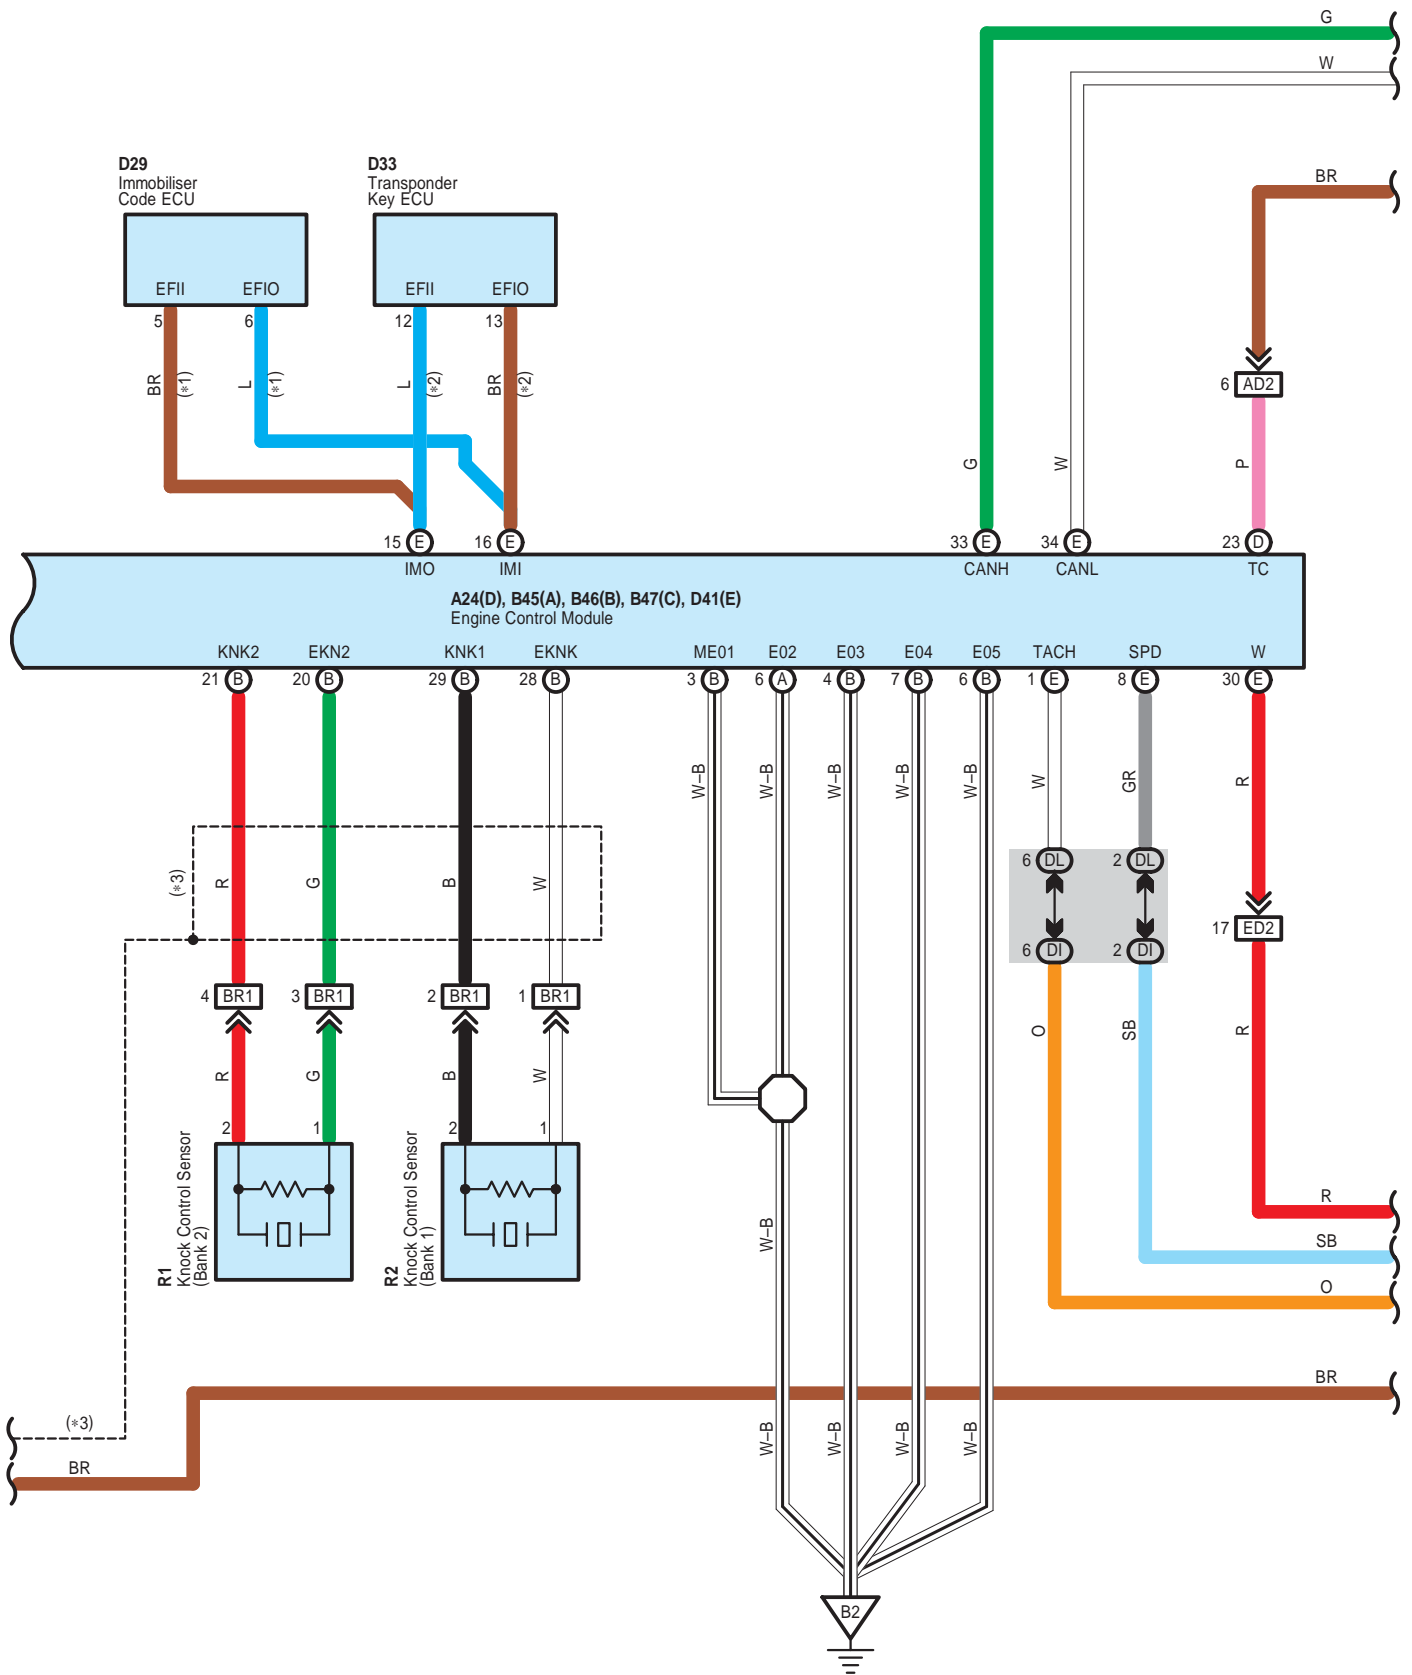 G
W
D29
Immobiliser
Code ECU
D33
Transponder
Key ECU
BR
EFII EFIO EFII EFIO
5 6 12 13
BR (*1) L (*1) L (*2) BR (*2)
6 AD2
G W P
15 E 16 E 33 E 34 E 23 D
IMO IMI CANH CANL TC
A24(D), B45(A), B46(B), B47(C), D41(E)
Engine Control Module
KNK2 EKN2 KNK1 EKNK ME01 E02 E03 E04 E05 TACH SPD W
21 B 20 B 29 B 28 B 3 B 6 A 4 B 7 B 6 B 1 E 8 E 30 E
W–B W–B W–B W–B W–B W GR R
6 DL 2 DL
(*3) R G B W
17 ED2
6 DI 2 DI
4 BR1 3 BR1 2 BR1 1 BR1
O SB R
R G B W
2 1 2 1
R1
Knock Control Sensor
(Bank 2)
R2
Knock Control Sensor
(Bank 1)
W–B
R
SB
O
BR
(*3)
W–B W–B W–B W–B
BR
B2